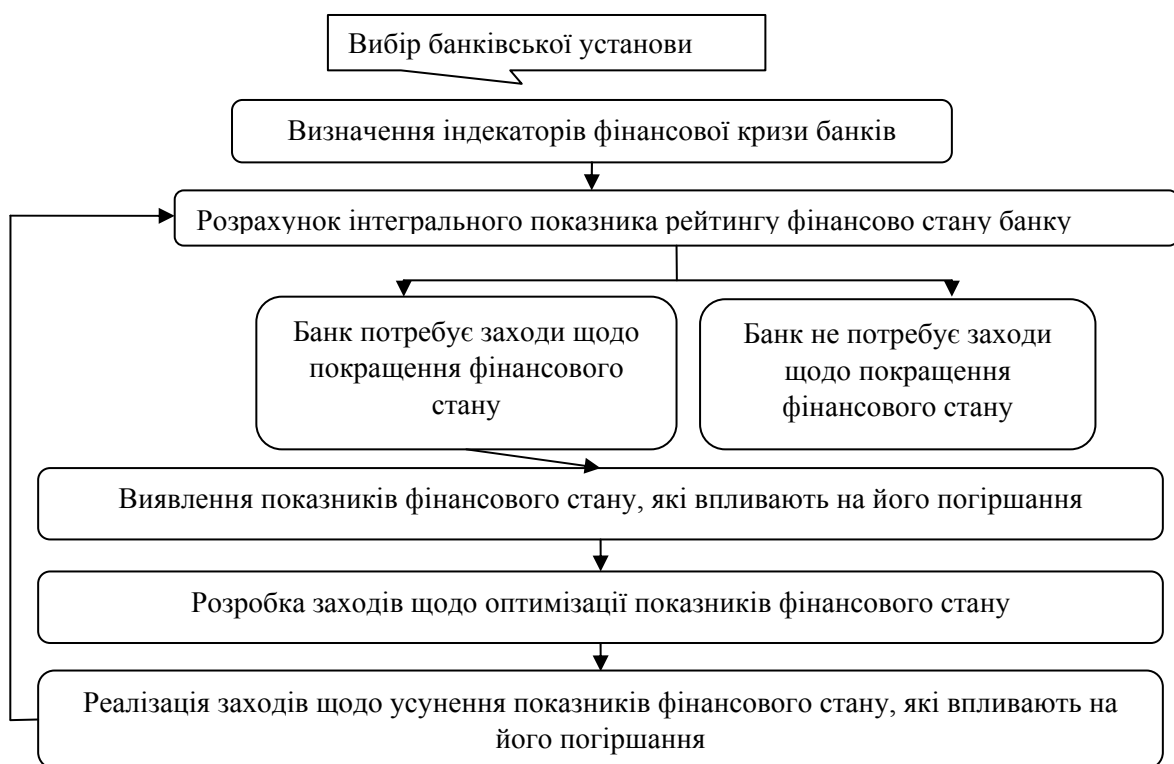 Вибір банківської установи
Визначення індекаторів фінансової кризи банків
Розрахунок інтегрального показника рейтингу фінансово стану банку
Банк потребує заходи щодо
покращення фінансового
стану
Банк не потребує заходи
щодо покращення
фінансового стану
Виявлення показників фінансового стану, які впливають на його погіршання
Розробка заходів щодо оптимізації показників фінансового стану
Реалізація заходів щодо усунення показників фінансового стану, які впливають на
його погіршання